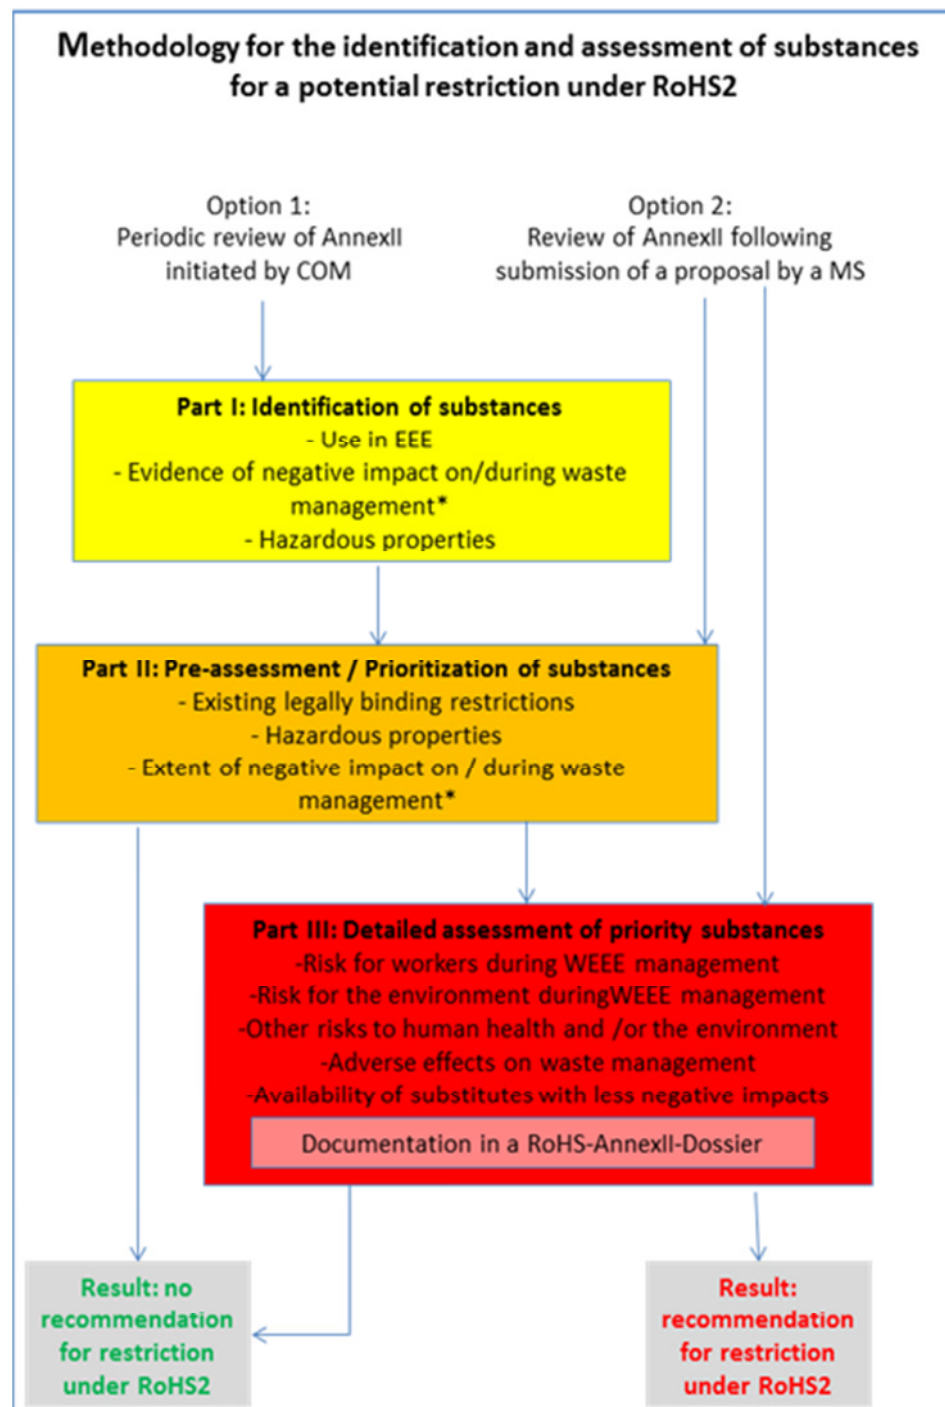 Methodology for the identification and assessment of substances
for a potential restriction under RoHS2
Option 1:
Periodic review of AnnexII
initiated by COM
Option 2:
Review of AnnexII following
submission of a proposal by a MS
Part I: Identification of substances
- Use in EEE
- Evidence of negative impact on/during waste
management*
- Hazardous properties
Part II: Pre-assessment / Prioritization of substances
- Existing legally binding restrictions
- Hazardous properties
- Extent of negative impact on / during waste
management*
Part III: Detailed assessment of priority substances
-Risk for workers during WEEE management
-Risk for the environment duringWEEE management
-Other risks to human health and /or the environment
-Adverse effects on waste management
-Availability of substitutes with less negative impacts
Documentation in a RoHS-AnnexII-Dossier
Result: no
recommendation
for restriction
under RoHS2
Result:
recommendation
for restriction
under RoHS2